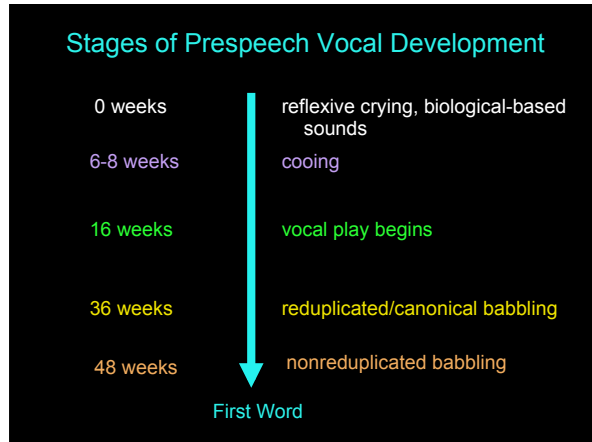 Stages of Prespeech Vocal Development
0 weeks reflexive crying, biological-based
sounds
6-8 weeks cooing
16 weeks vocal play begins
36 weeks reduplicated/canonical babbling
48 weeks nonreduplicated babbling
First Word